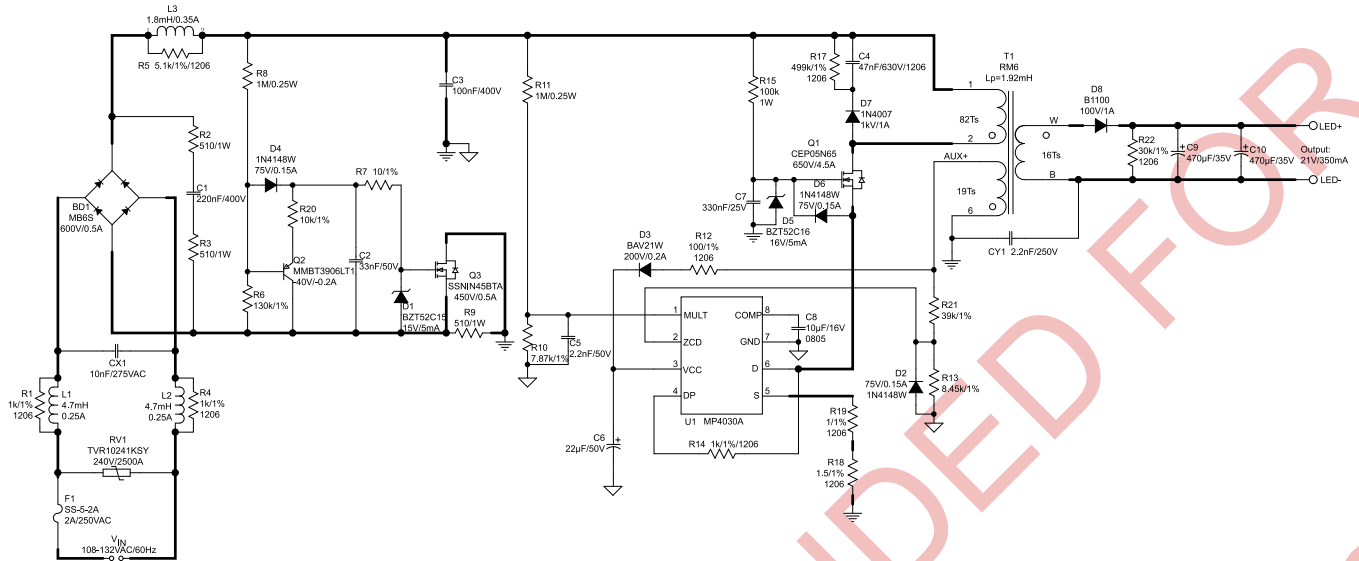 L3
1.8mH/0.35A
R5 5.1k/1%/1206
R8
1M/0.25W
C3
100nF/400V
R11
1M/0.25W
R17
499k/1%
1206
C4
47nF/630V/1206
T1
RM6
Lp=1.92mH
R15
100k
1W
D7
1N4007
1kV/1A
1
82Ts
2
AUX+
19Ts
6
W
16Ts
B
D8
B1100
100V/1A
R22
30k/1%
1206
C9
470µF/35V
C10
470µF/35V
LED+
Output:
21V/350mA
LED-
R2
510/1W
C1
220nF/400V
R3
510/1W
BD1
MB6S
600V/0.5A
D4
1N4148W
75V/0.15A
R7 10/1%
R20
10k/1%
Q2
MMBT3906LT1
-40V/-0.2A
R6
130k/1%
C2
33nF/50V
D1
BZT52C15
15V/5mA
Q3
SSNIN45BTA
450V/0.5A
R9
510/1W
Q1
CEP05N65
650V/4.5A
D6
1N4148W
75V/0.15A
C7
330nF/25V
D5
BZT52C16
16V/5mA
CY1 2.2nF/250V
D3
BAV21W
200V/0.2A
R12
100/1%
1206
R10
7.87k/1%
C5
2.2nF/50V
1 MULT COMP 8
2 ZCD GND 7
3 VCC D 6
4 DP S 5
U1 MP4030A
C8
10µF/16V
0805
R21
39k/1%
D2
75V/0.15A
1N4148W
R13
8.45k/1%
R19
1/1%
1206
R18
1.5/1%
1206
R14 1k/1%/1206
C6
22µF/50V
CX1
10nF/275VAC
R1
1k/1%
1206
L1
4.7mH
0.25A
L2
4.7mH
0.25A
R4
1k/1%
1206
RV1
TVR10241KSY
240V/2500A
F1
SS-5-2A
2A/250VAC
VIN
108-132VAC/60Hz
NDED FOR